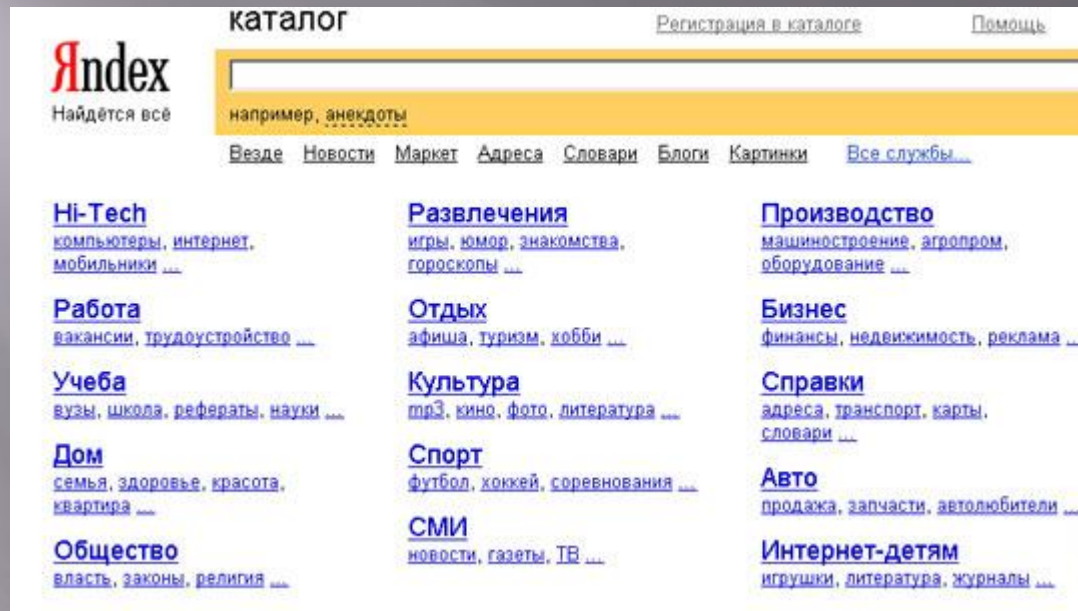 каталог
Регистрация в каталоге Помощь
Яndex
Найдётся всё
например, анекдоты
Везде Новости Маркет Адреса Словари Блоги Картинки Все службы...
Hi-Tech
компьютеры, интернет,
мобильники ...
Работа
вакансии, трудоустройство ...
Учеба
вузы, школа, рефераты, науки ...
Дом
семья, здоровье, красота,
квартира ...
Общество
власть, законы, религия ...
Развлечения
игры, юмор, знакомства,
гороскопы ...
Отдых
афиша, туризм, хобби ...
Культура
mp3, кино, фото, литература ...
Спорт
футбол, хоккей, соревнования ...
СМИ
новости, газеты, ТВ ...
Производство
машиностроение, агропром,
оборудование ...
Бизнес
финансы, недвижимость, реклама ...
Справки
адреса, транспорт, карты,
словари ...
Авто
продажа, запчасти, автолюбители ...
Интернет-детям
игрушки, литература, журналы ...